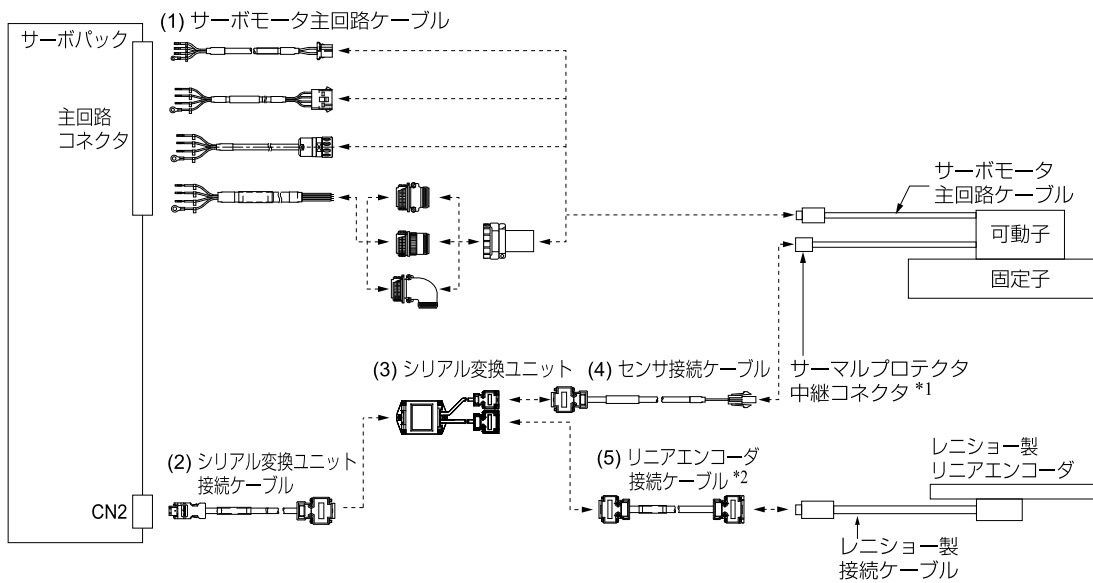 (1) サーボモータ主回路ケーブル
サーボパック
主回路
コネクタ
サーボモータ
主回路ケーブル
可動子
固定子
(3) シリアル変換ユニット
(4) センサ接続ケーブル
サーマルプロテクタ
中継コネクタ *1
(2) シリアル変換ユニット
接続ケーブル
(5) リニアエンコーダ
接続ケーブル *2
レニショー製
リニアエンコーダ
CN2
レニショー製
接続ケーブル